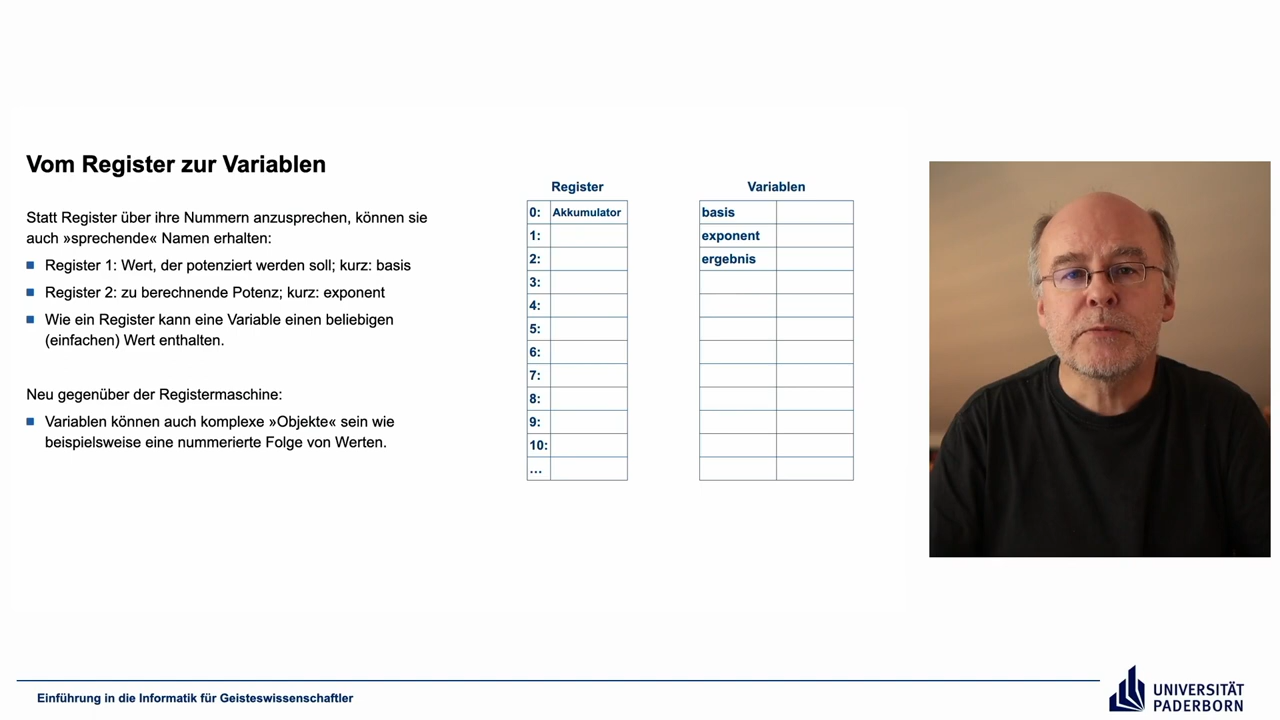 Vom Register zur Variablen
Statt Register über ihre Nummern anzusprechen, können sie
auch »sprechende« Namen erhalten:
Register 1: Wert, der potenziert werden soll; kurz: basis
Register 2: zu berechnende Potenz; kurz: exponent
Wie ein Register kann eine Variable einen beliebigen
(einfachen) Wert enthalten.
Neu gegenüber der Registermaschine:
Variablen können auch komplexe »Objekte« sein wie
beispielsweise eine nummerierte Folge von Werten.
Register
0: Akkumulator
1:
2:
3:
4:
5:
6:
7:
8:
9:
10:
...
Variablen
basis
exponent
ergebnis
Einführung in die Informatik für Geisteswissenschaftler
UNIVERSITÄT
PADERBORN